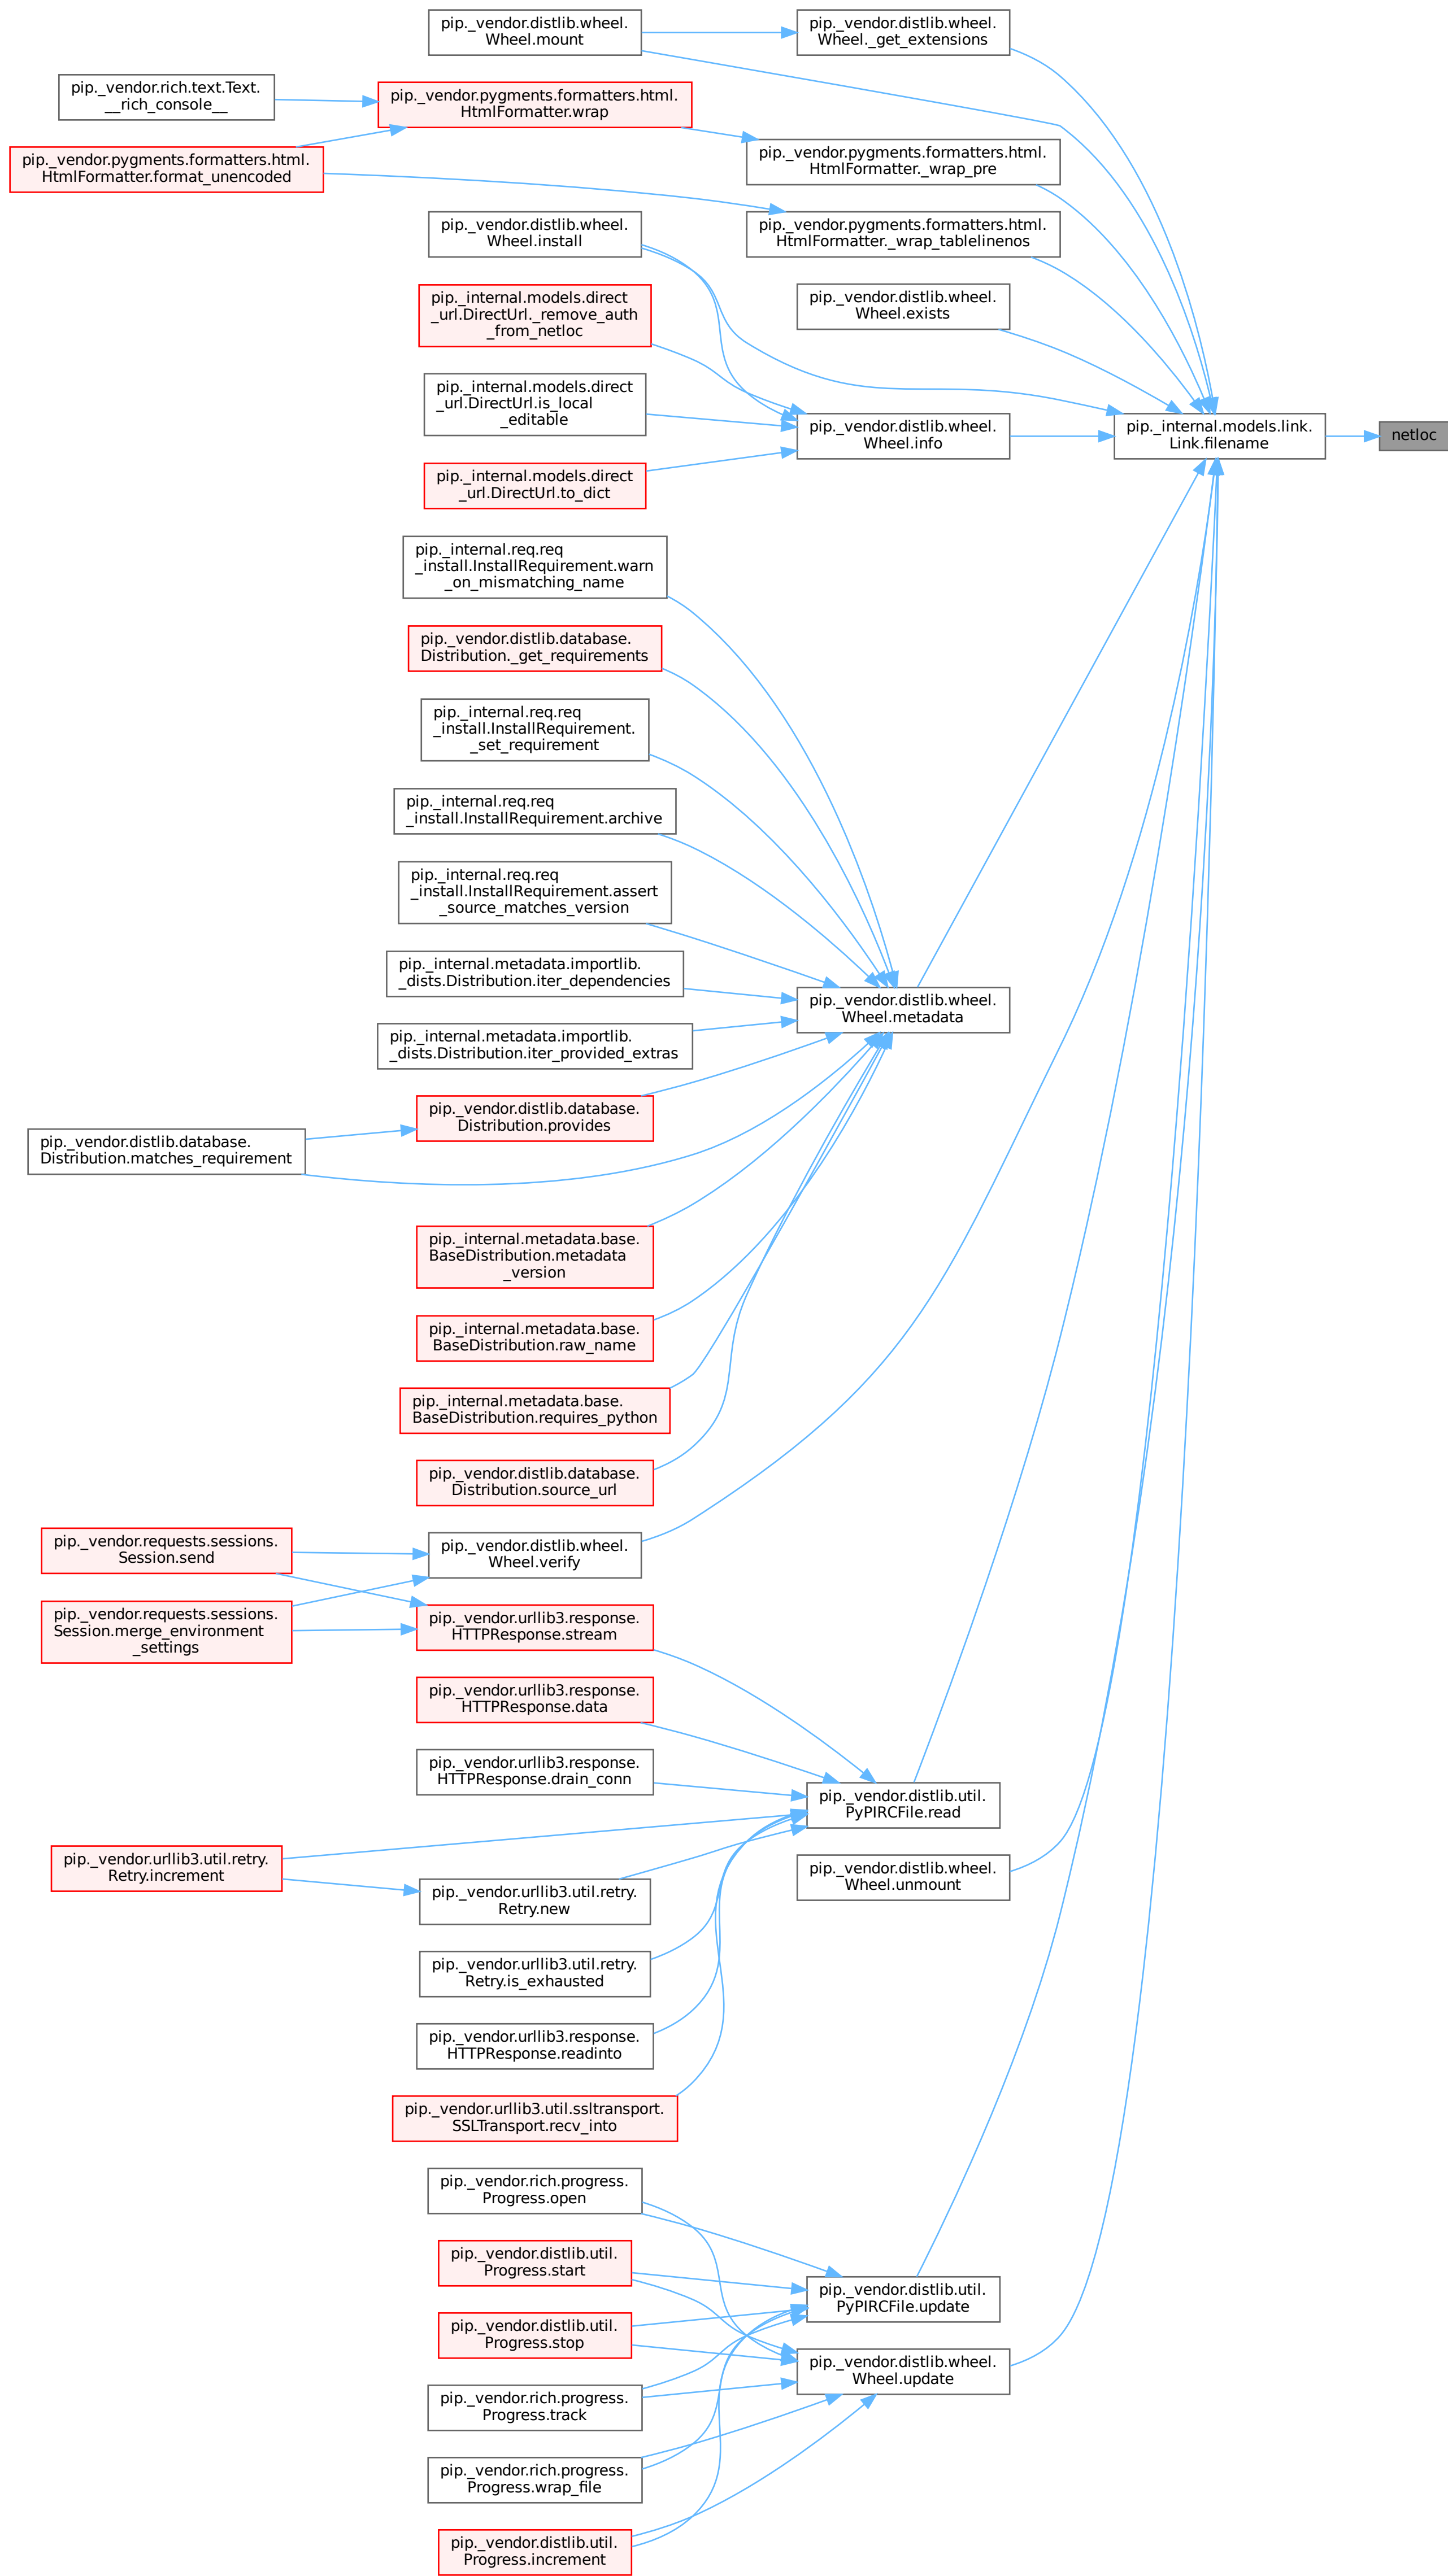 pip._vendor.distlib.wheel.
Wheel.mount
pip._vendor.distlib.wheel.
Wheel._get_extensions
pip._vendor.rich.text.Text.
__rich_console__
pip._vendor.pygments.formatters.html.
HtmlFormatter.wrap
pip._vendor.pygments.formatters.html.
HtmlFormatter.format_unencoded
pip._vendor.pygments.formatters.html.
HtmlFormatter._wrap_pre
pip._vendor.distlib.wheel.
Wheel.install
pip._vendor.pygments.formatters.html.
HtmlFormatter._wrap_tablelinenos
pip._internal.models.direct
_url.DirectUrl._remove_auth
_from_netloc
pip._vendor.distlib.wheel.
Wheel.exists
pip._internal.models.direct
_url.DirectUrl.is_local
_editable
pip._vendor.distlib.wheel.
Wheel.info
pip._internal.models.link.
Link.filename
netloc
pip._internal.models.direct
_url.DirectUrl.to_dict
pip._internal.req.req
_install.InstallRequirement.warn
_on_mismatching_name
pip._vendor.distlib.database.
Distribution._get_requirements
pip._internal.req.req
_install.InstallRequirement.
_set_requirement
pip._internal.req.req
_install.InstallRequirement.archive
pip._internal.req.req
_install.InstallRequirement.assert
_source_matches_version
pip._internal.metadata.importlib.
_dists.Distribution.iter_dependencies
pip._vendor.distlib.wheel.
Wheel.metadata
pip._internal.metadata.importlib.
_dists.Distribution.iter_provided_extras
pip._vendor.distlib.database.
Distribution.provides
pip._vendor.distlib.database.
Distribution.matches_requirement
pip._internal.metadata.base.
BaseDistribution.metadata
_version
pip._internal.metadata.base.
BaseDistribution.raw_name
pip._internal.metadata.base.
BaseDistribution.requires_python
pip._vendor.distlib.database.
Distribution.source_url
pip._vendor.requests.sessions.
Session.send
pip._vendor.distlib.wheel.
Wheel.verify
pip._vendor.requests.sessions.
Session.merge_environment
_settings
pip._vendor.urllib3.response.
HTTPResponse.stream
pip._vendor.urllib3.response.
HTTPResponse.data
pip._vendor.urllib3.response.
HTTPResponse.drain_conn
pip._vendor.distlib.util.
PyPIRCFile.read
pip._vendor.urllib3.util.retry.
Retry.increment
pip._vendor.distlib.wheel.
Wheel.unmount
pip._vendor.urllib3.util.retry.
Retry.new
pip._vendor.urllib3.util.retry.
Retry.is_exhausted
pip._vendor.urllib3.response.
HTTPResponse.readinto
pip._vendor.urllib3.util.ssltransport.
SSLTransport.recv_into
pip._vendor.rich.progress.
Progress.open
pip._vendor.distlib.util.
Progress.start
pip._vendor.distlib.util.
PyPIRCFile.update
pip._vendor.distlib.util.
Progress.stop
pip._vendor.distlib.wheel.
Wheel.update
pip._vendor.rich.progress.
Progress.track
pip._vendor.rich.progress.
Progress.wrap_file
pip._vendor.distlib.util.
Progress.increment